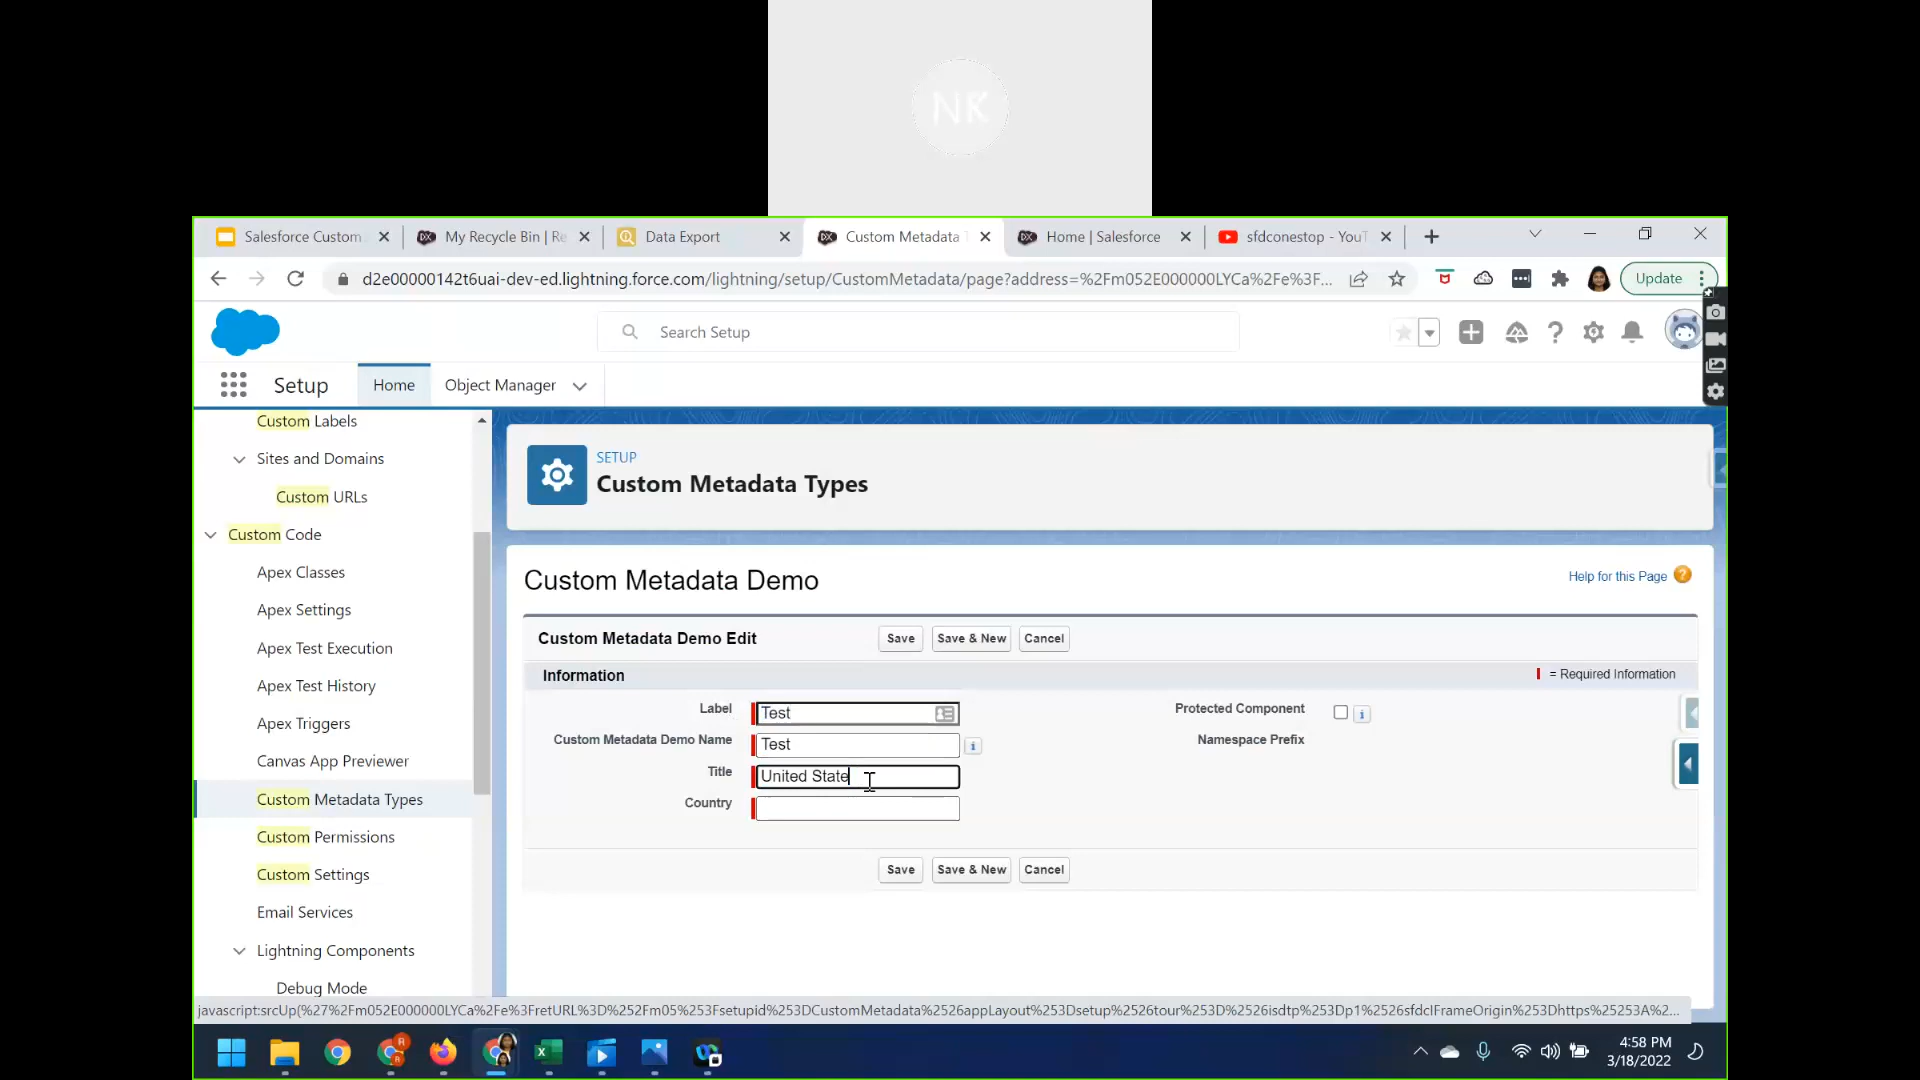 NK
Salesforce Custom
My Recycle Bin | Re
Data Export
Custom Metadata T
Home | Salesforce
sfdconestop - YouT
d2e00000142t6uai-dev-ed.lightning.force.com/lightning/setup/CustomMetadata/page?address=%2Fm052E000000LYCa%2Fe%3F...
Update
Search Setup
Setup
Home
Object Manager
Custom Labels
Sites and Domains
Custom URLs
Custom Code
Apex Classes
Apex Settings
Apex Test Execution
Apex Test History
Apex Triggers
Canvas App Previewer
Custom Metadata Types
Custom Permissions
Custom Settings
Email Services
Lightning Components
Debug Mode
SETUP
Custom Metadata Types
Custom Metadata Demo
Help for this Page
Custom Metadata Demo Edit
Save
Save & New
Cancel
Information
= Required Information
Label
Test
Protected Component
Custom Metadata Demo Name
Test
Namespace Prefix
Title
United State
Country
Save
Save & New
Cancel
javascript:srcUp(%27%2Fm052E000000LYCa%2Fe%3FretURL%3D%252Fm05%253Fsetupid%253DCustomMetadata%2526appLayout%253Dsetup%2526tour%253D%2526isdtp%253Dp1%2526sfdcIFrameOrigin%253Dhttps%25253A%2...
4:58 PM
3/18/2022